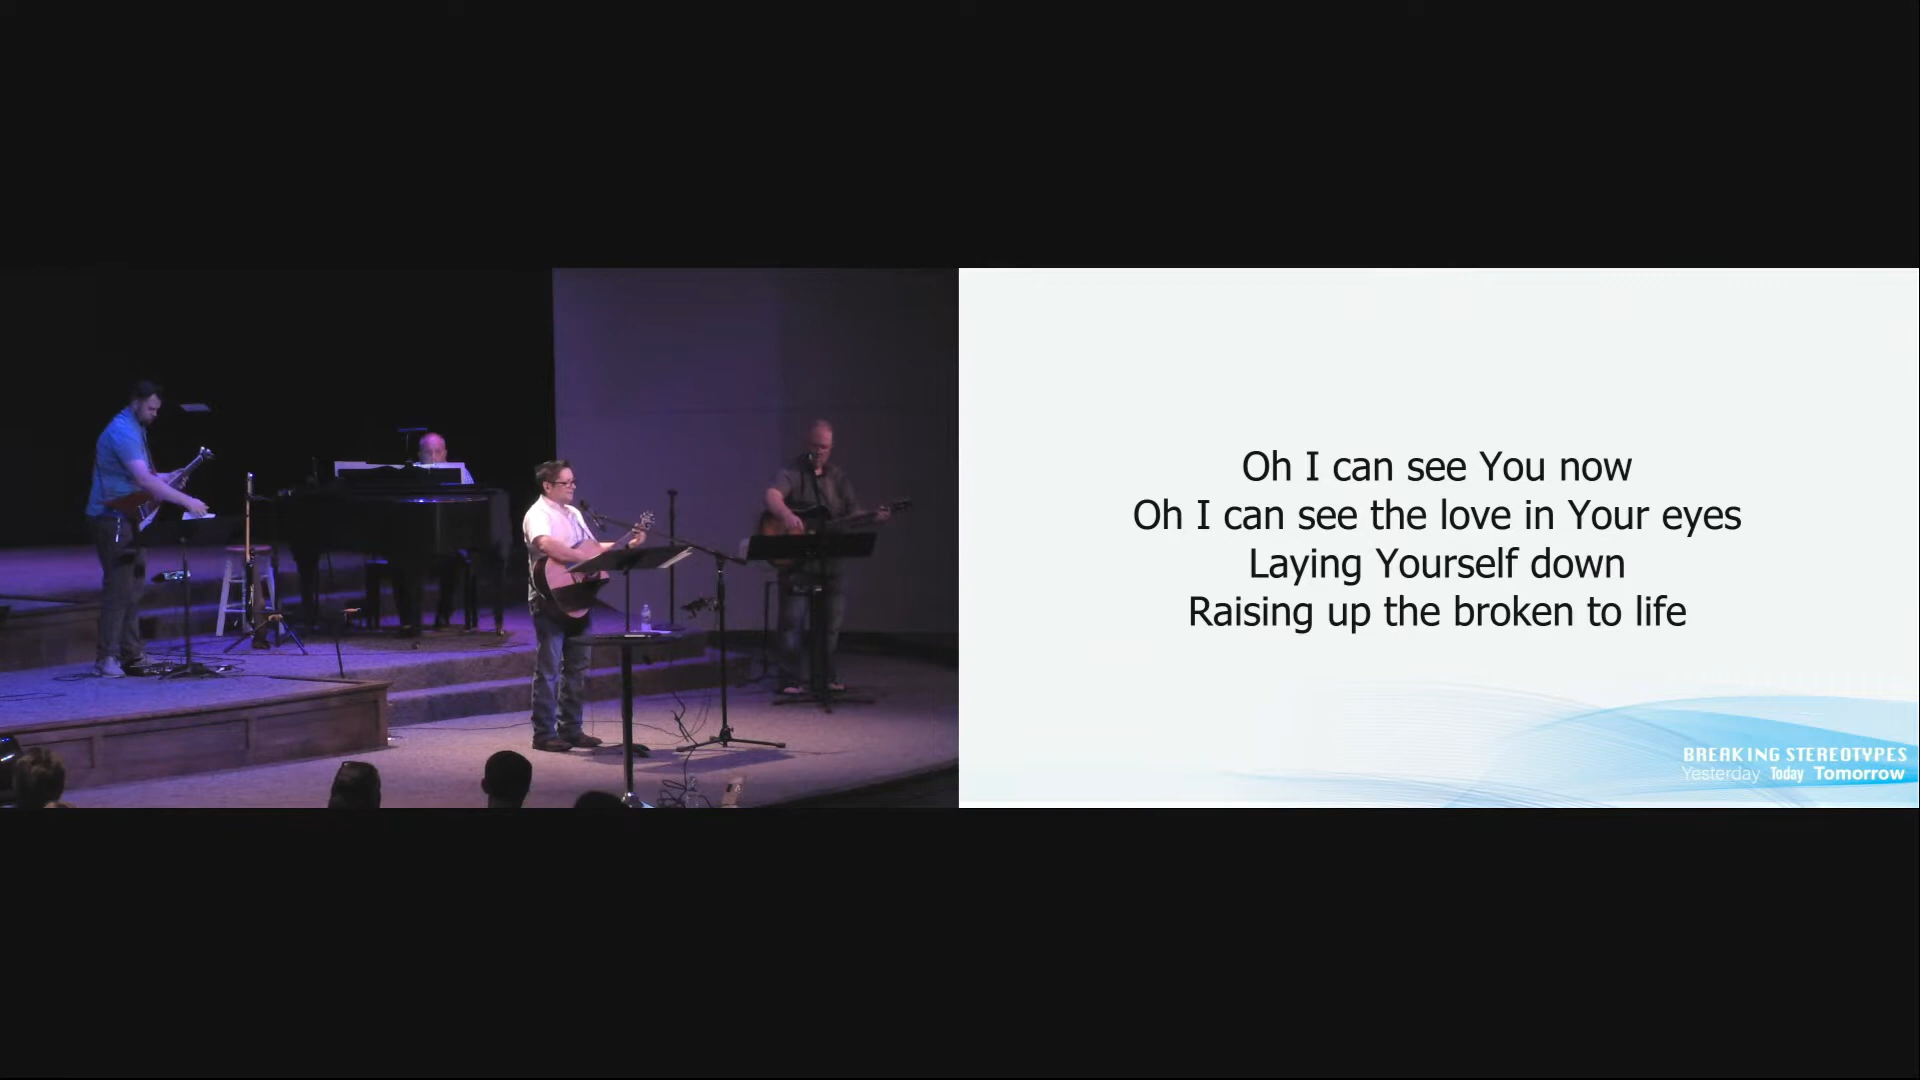 Oh I can see You now
Oh I can see the love in Your eyes
Laying Yourself down
Raising up the broken to life
BREAKING STEREOTYPES
Yesterday Today Tomorrow